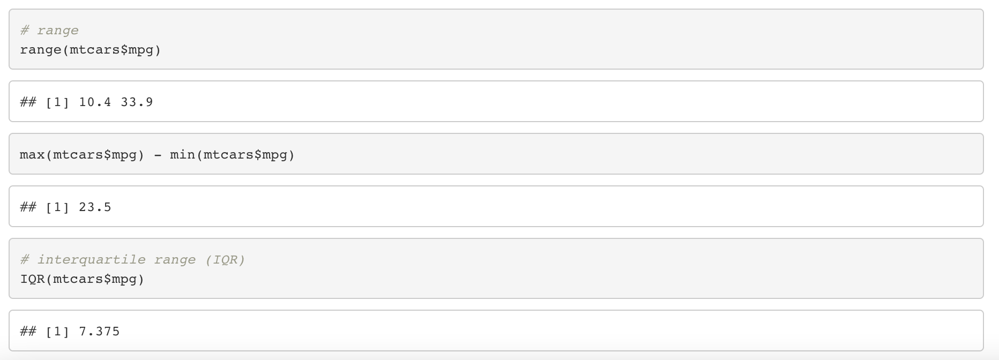 # range
range(mtcars$mpg)
## [1] 10.4 33.9
max(mtcars$mpg) - min(mtcars$mpg)
## [1] 23.5
# interquartile range (IQR)
IQR(mtcars$mpg)
## [1] 7.375